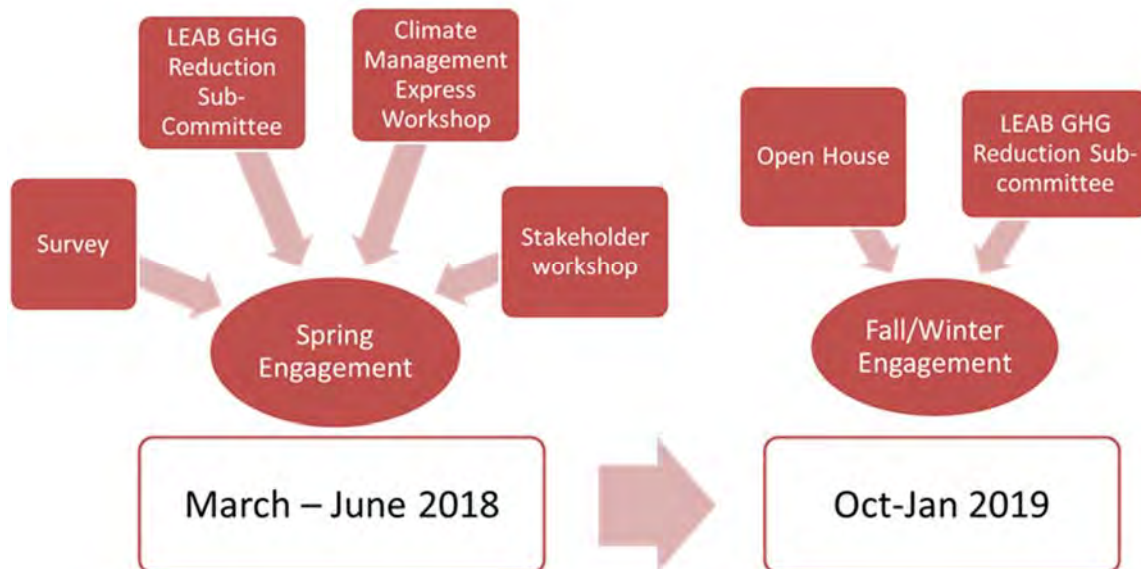 LEAB GHG
Reduction
Sub-
Committee
Climate
Management
Express
Workshop
Survey
Stakeholder
workshop
Spring
Engagement
March – June 2018
Open House
LEAB GHG
Reduction Sub-
committee
Fall/Winter
Engagement
Oct-Jan 2019